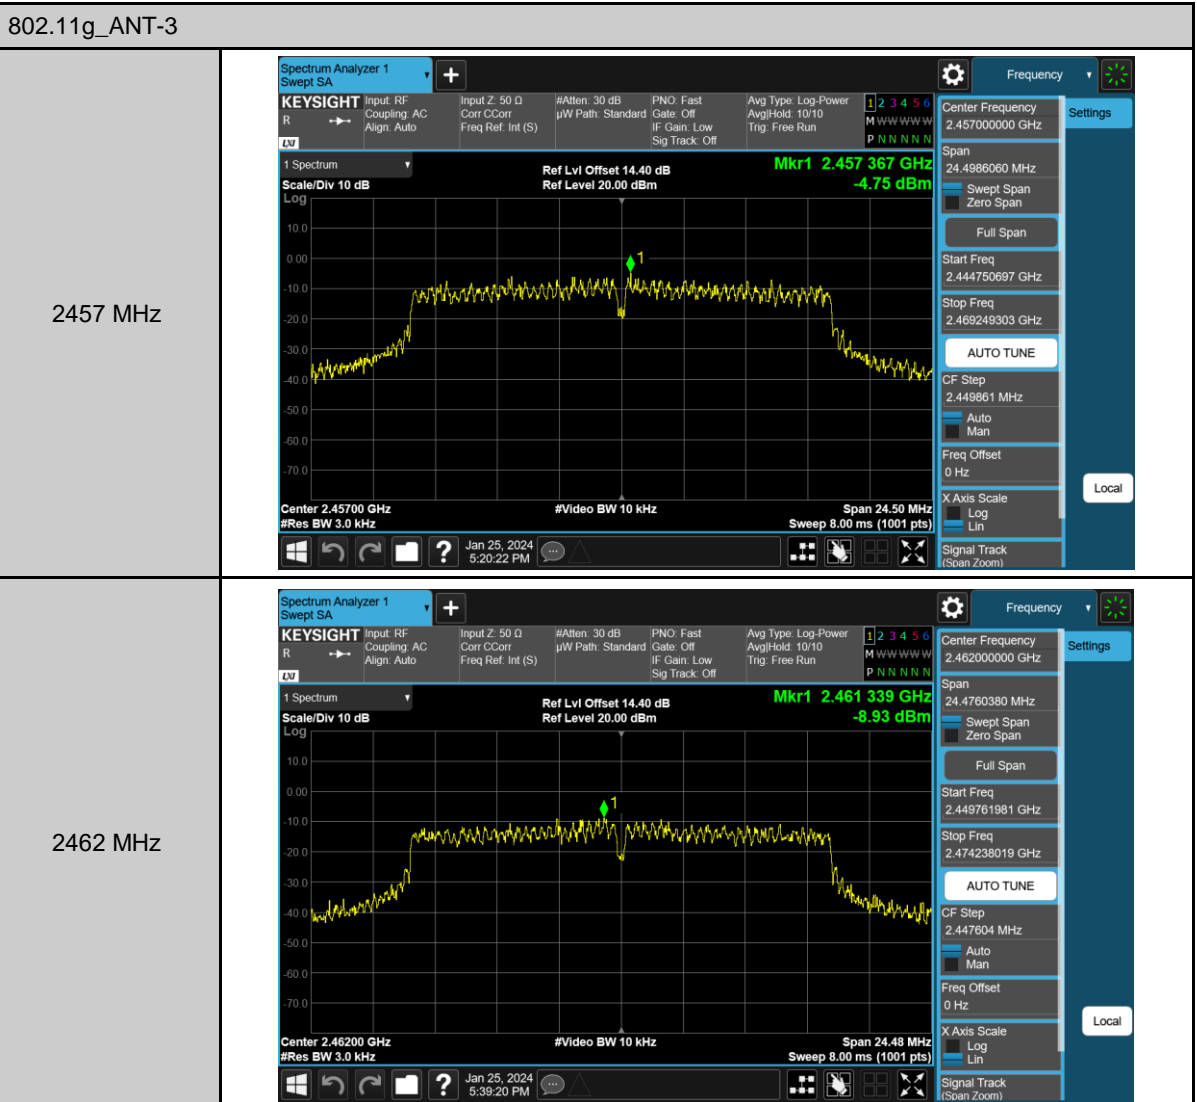 802.11g_ANT-3
2457 MHz
Spectrum Analyzer 1
Swept SA
Frequency
KEYSIGHT
R
LXI
Input: RF
Coupling: AC
Align: Auto
Input Z: 50 Ω
Corr CCorr
Freq Ref: Int (S)
#Atten: 30 dB
µW Path: Standard
PNO: Fast
Gate: Off
IF Gain: Low
Sig Track: Off
Avg Type: Log-Power
Avg|Hold: 10/10
Trig: Free Run
1 2 3 4 5 6
M W W W W W
P N N N N N
1 Spectrum
Scale/Div 10 dB
Log
Ref Lvl Offset 14.40 dB
Ref Level 20.00 dBm
Mkr1 2.457 367 GHz
-4.75 dBm
10.0
0.00
-10.0
-20.0
-30.0
-40.0
-50.0
-60.0
-70.0
1
Center 2.45700 GHz
#Res BW 3.0 kHz
#Video BW 10 kHz
Span 24.50 MHz
Sweep 8.00 ms (1001 pts)
Jan 25, 2024
5:20:22 PM
Center Frequency
2.457000000 GHz
Span
24.4986060 MHz
Swept Span
Zero Span
Full Span
Start Freq
2.444750697 GHz
Stop Freq
2.469249303 GHz
AUTO TUNE
CF Step
2.449861 MHz
Auto
Man
Freq Offset
0 Hz
X Axis Scale
Log
Lin
Signal Track
(Span Zoom)
Settings
Local
2462 MHz
Spectrum Analyzer 1
Swept SA
Frequency
KEYSIGHT
R
LXI
Input: RF
Coupling: AC
Align: Auto
Input Z: 50 Ω
Corr CCorr
Freq Ref: Int (S)
#Atten: 30 dB
µW Path: Standard
PNO: Fast
Gate: Off
IF Gain: Low
Sig Track: Off
Avg Type: Log-Power
Avg|Hold: 10/10
Trig: Free Run
1 2 3 4 5 6
M W W W W W
P N N N N N
1 Spectrum
Scale/Div 10 dB
Log
Ref Lvl Offset 14.40 dB
Ref Level 20.00 dBm
Mkr1 2.461 339 GHz
-8.93 dBm
10.0
0.00
-10.0
-20.0
-30.0
-40.0
-50.0
-60.0
-70.0
1
Center 2.46200 GHz
#Res BW 3.0 kHz
#Video BW 10 kHz
Span 24.48 MHz
Sweep 8.00 ms (1001 pts)
Jan 25, 2024
5:39:20 PM
Center Frequency
2.462000000 GHz
Span
24.4760380 MHz
Swept Span
Zero Span
Full Span
Start Freq
2.449761981 GHz
Stop Freq
2.474238019 GHz
AUTO TUNE
CF Step
2.447604 MHz
Auto
Man
Freq Offset
0 Hz
X Axis Scale
Log
Lin
Signal Track
(Span Zoom)
Settings
Local